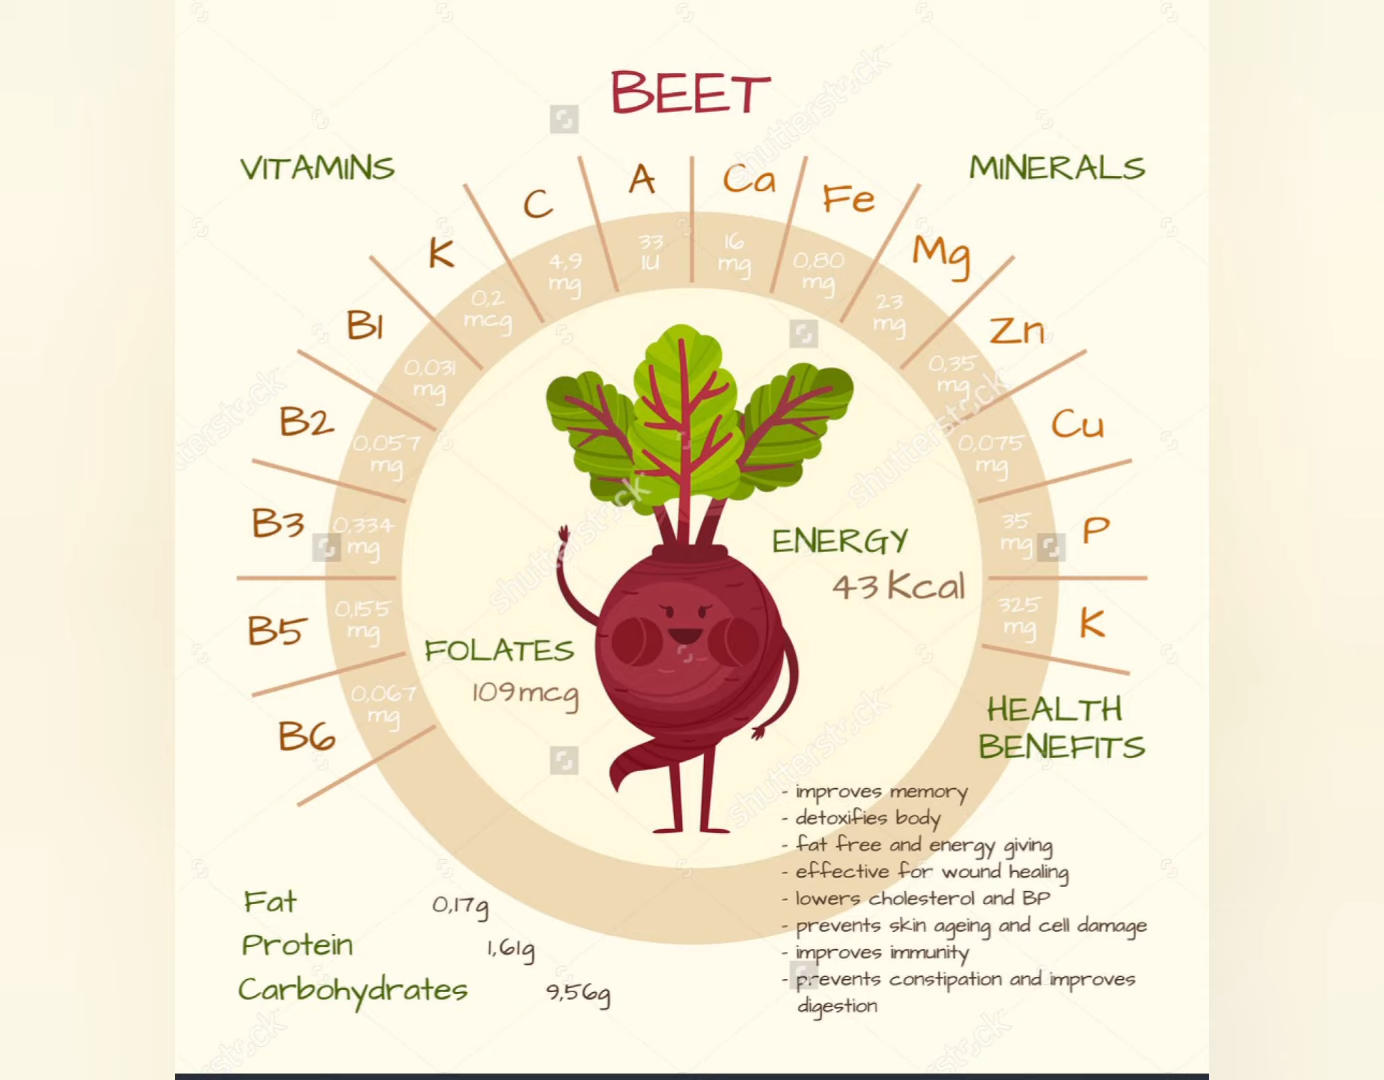 BEET
VITAMINS
MINERALS
A
33
IU
C
4,9
mg
K
0,2
mcg
B1
0,031
mg
B2
0,057
mg
B3
0,334
mg
B5
0,155
mg
B6
0,067
mg
Ca
16
mg
Fe
0,80
mg
Mg
23
mg
Zn
0,35
mg
Cu
0,075
mg
P
35
mg
K
325
mg
ENERGY
43 Kcal
FOLATES
109mcg
HEALTH
BENEFITS
- improves memory
- detoxifies body
- fat free and energy giving
- effective for wound healing
- lowers cholesterol and BP
- prevents skin ageing and cell damage
- improves immunity
- prevents constipation and improves
digestion
Fat 0,17g
Protein 1,61g
Carbohydrates 9,56g
shutterstock
shutterstock
shutterstock
shutterstock
shutterstock